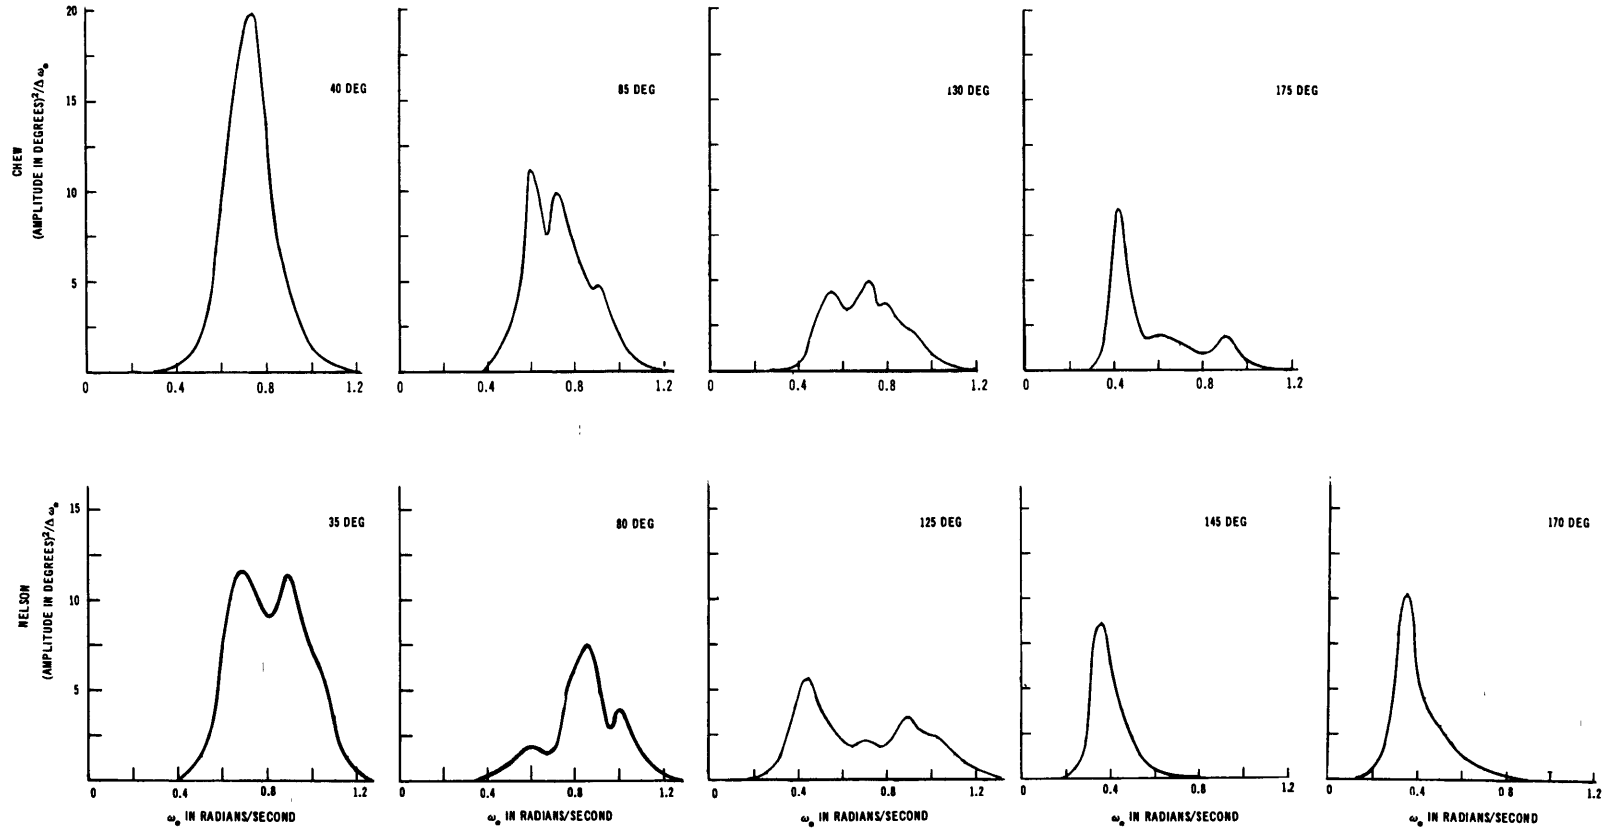 CHEW
(AMPLITUDE IN DEGREES)²/Δ ωₑ
20
15
10
5
40 DEG
0 0.4 0.8 1.2
85 DEG
0 0.4 0.8 1.2
130 DEG
0 0.4 0.8 1.2
175 DEG
0 0.4 0.8 1.2
NELSON
(AMPLITUDE IN DEGREES)²/Δ ωₑ
15
10
5
35 DEG
0 0.4 0.8 1.2
ωₑ IN RADIANS/SECOND
80 DEG
0 0.4 0.8 1.2
ωₑ IN RADIANS/SECOND
125 DEG
0 0.4 0.8 1.2
ωₑ IN RADIANS/SECOND
145 DEG
0 0.4 0.8 1.2
ωₑ IN RADIANS/SECOND
170 DEG
0 0.4 0 8 1.2
ωₑ IN RADIANS/SECOND